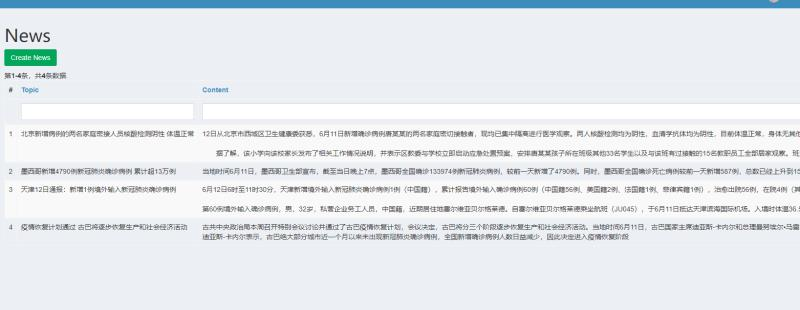 News
Create News
第1-4条，共4条数据
# Topic Content
1 北京新增病例的两名家庭密接人员核酸检测阴性 体温正常 12日从北京市西城区卫生健康委获悉，6月11日新增确诊病例唐某某的两名家庭密切接触者，现均已集中隔离进行医学观察。两人核酸检测均为阴性，血清学抗体均为阴性，目前体温正常，身体无其他
据了解，该小学向该校家长发布了相关工作情况说明，并表示区教委与学校立即启动应急处置预案，安排唐某某孩子所在班级其他33名学生以及与该班有过接触的15名教职员工全部居家观察。班
2 墨西哥新增4790例新冠肺炎确诊病例 累计超13万例 当地时间6月11日，墨西哥卫生部宣布，截至当日晚上7点，墨西哥全国确诊133974例新冠肺炎病例，较前一天新增了4790例。同时，墨西哥全国确诊死亡病例较前一天新增587例，总数已经上升到15
3 天津12日通报：新增1例境外输入新冠肺炎确诊病例 6月12日6时至11时30分，天津新增境外输入新冠肺炎确诊病例1例（中国籍），累计报告境外输入确诊病例60例（中国籍56例、美国籍2例、法国籍1例、菲律宾籍1例），治愈出院56例，在院4例（其
第60例境外输入确诊病例，男，32岁，私营企业务工人员，中国籍，近期居住地塞尔维亚贝尔格莱德。自塞尔维亚贝尔格莱德乘坐航班（JU045），于6月11日抵达天津滨海国际机场。入境时体温36.5
4 疫情恢复计划通过 古巴将逐步恢复生产和社会经济活动 古共中央政治局本周召开特别会议讨论并通过了古巴疫情恢复计划，会议决定，古巴将分三个阶段逐步恢复生产和社会经济活动。当地时间6月11日，古巴国家主席迪亚斯-卡内尔和总理曼努埃尔•马雷
迪亚斯-卡内尔表示，古巴绝大部分城市近一个月以来未出现新冠肺炎确诊病例，全国新增确诊病例人数日益减少，因此决定进入疫情恢复阶段